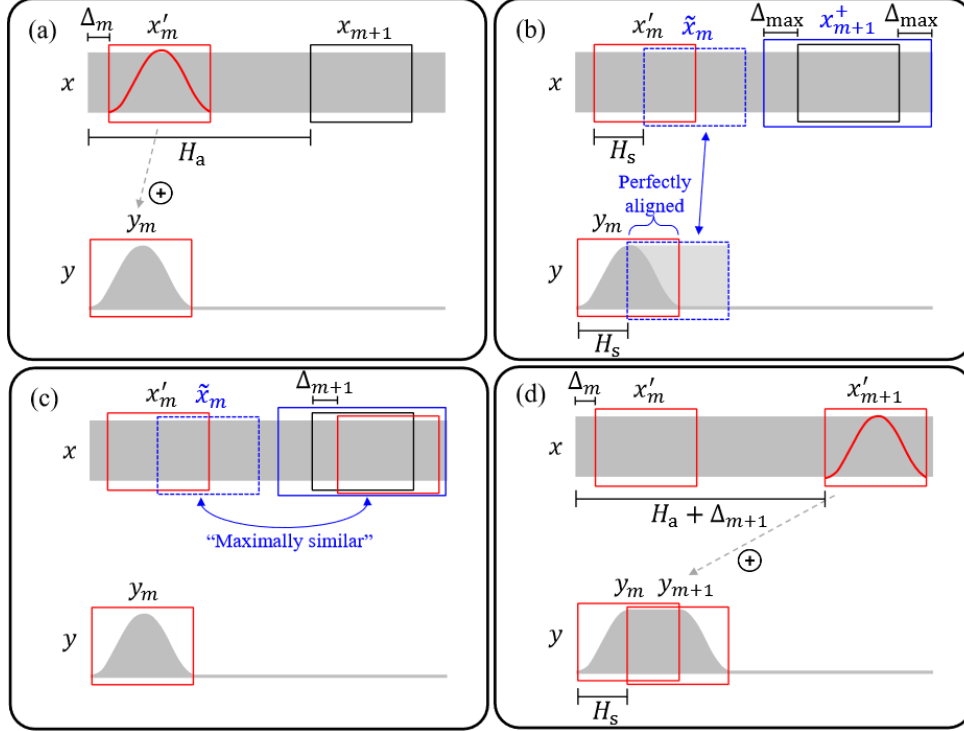 (a)
Δₘ
x′ₘ
xₘ₊₁
x
Hₐ
+
yₘ
y
(b)
x′ₘ
x̃ₘ
Δmax
x⁺ₘ₊₁
Δmax
x
Hₛ
Perfectly
aligned
yₘ
y
Hₛ
(c)
x′ₘ
x̃ₘ
Δₘ₊₁
x
“Maximally similar”
yₘ
y
(d)
Δₘ
x′ₘ
x′ₘ₊₁
x
Hₐ + Δₘ₊₁
+
yₘ
yₘ₊₁
y
Hₛ